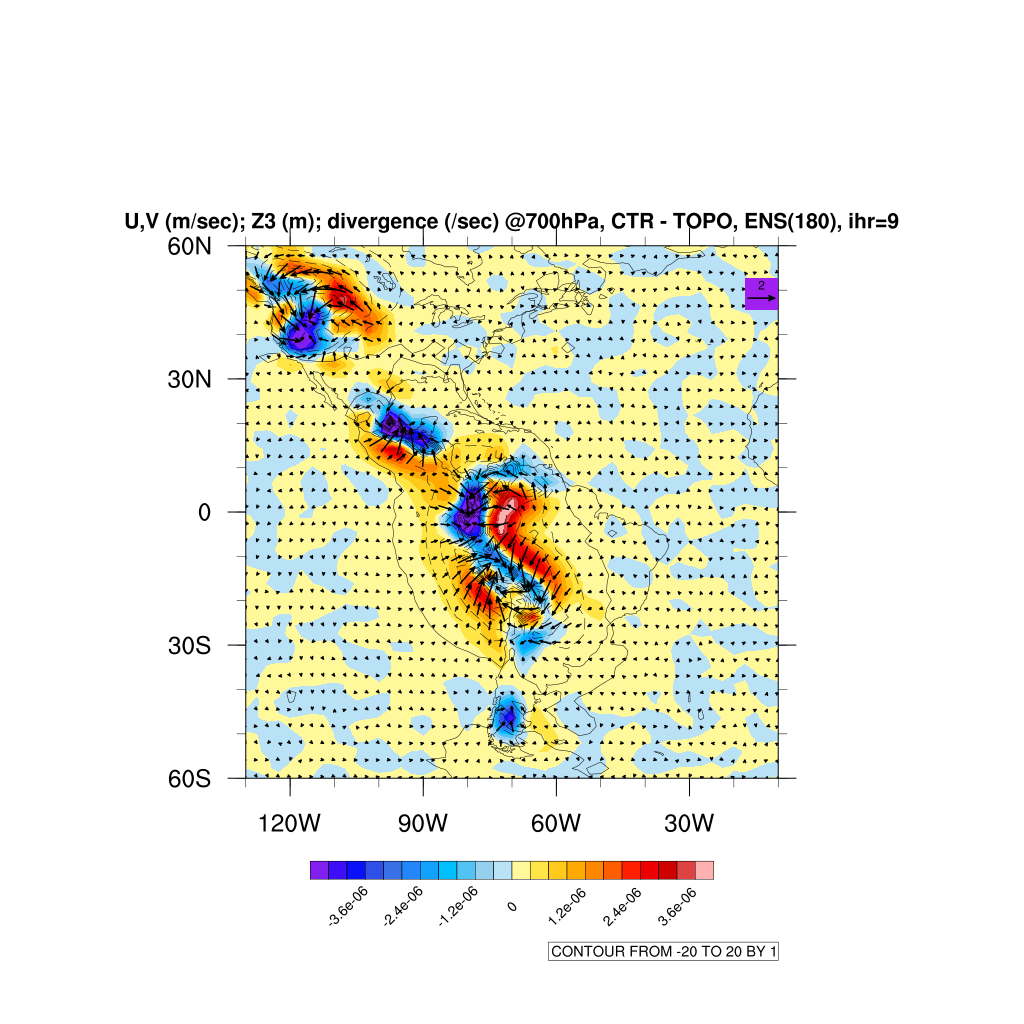 U,V (m/sec); Z3 (m); divergence (/sec) @700hPa, CTR - TOPO, ENS(180), ihr=9
60N
2
30N
0
30S
60S
120W 90W 60W 30W
-3.6e-06 -2.4e-06 -1.2e-06 0 1.2e-06 2.4e-06 3.6e-06
CONTOUR FROM -20 TO 20 BY 1